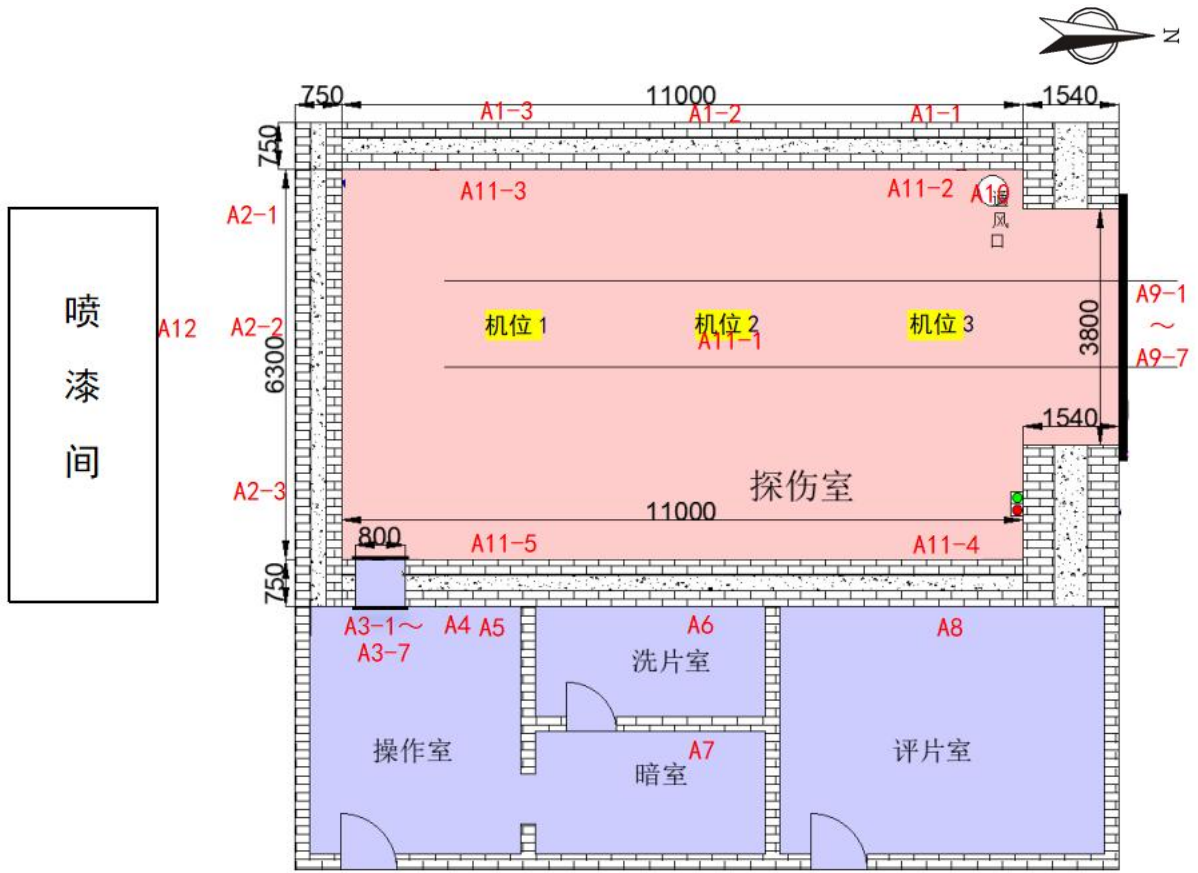 N
750
11000
1540
A1-3
A1-2
A1-1
750
A11-3
A11-2
A10
通风口
A2-1
喷漆间
A12
A2-2
6300
机位1
机位2
机位3
A11-1
3800
A9-1
～
A9-7
1540
A2-3
探伤室
11000
800
A11-5
A11-4
750
A3-1～
A3-7
A4
A5
A6
A8
洗片室
操作室
A7
暗室
评片室